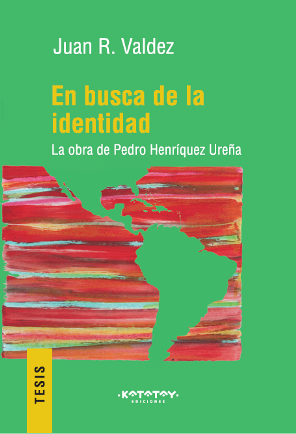 Juan R. Valdez
En busca de la
identidad
La obra de Pedro Henríquez Ureña
TESIS
KATATAY
EDICIONES